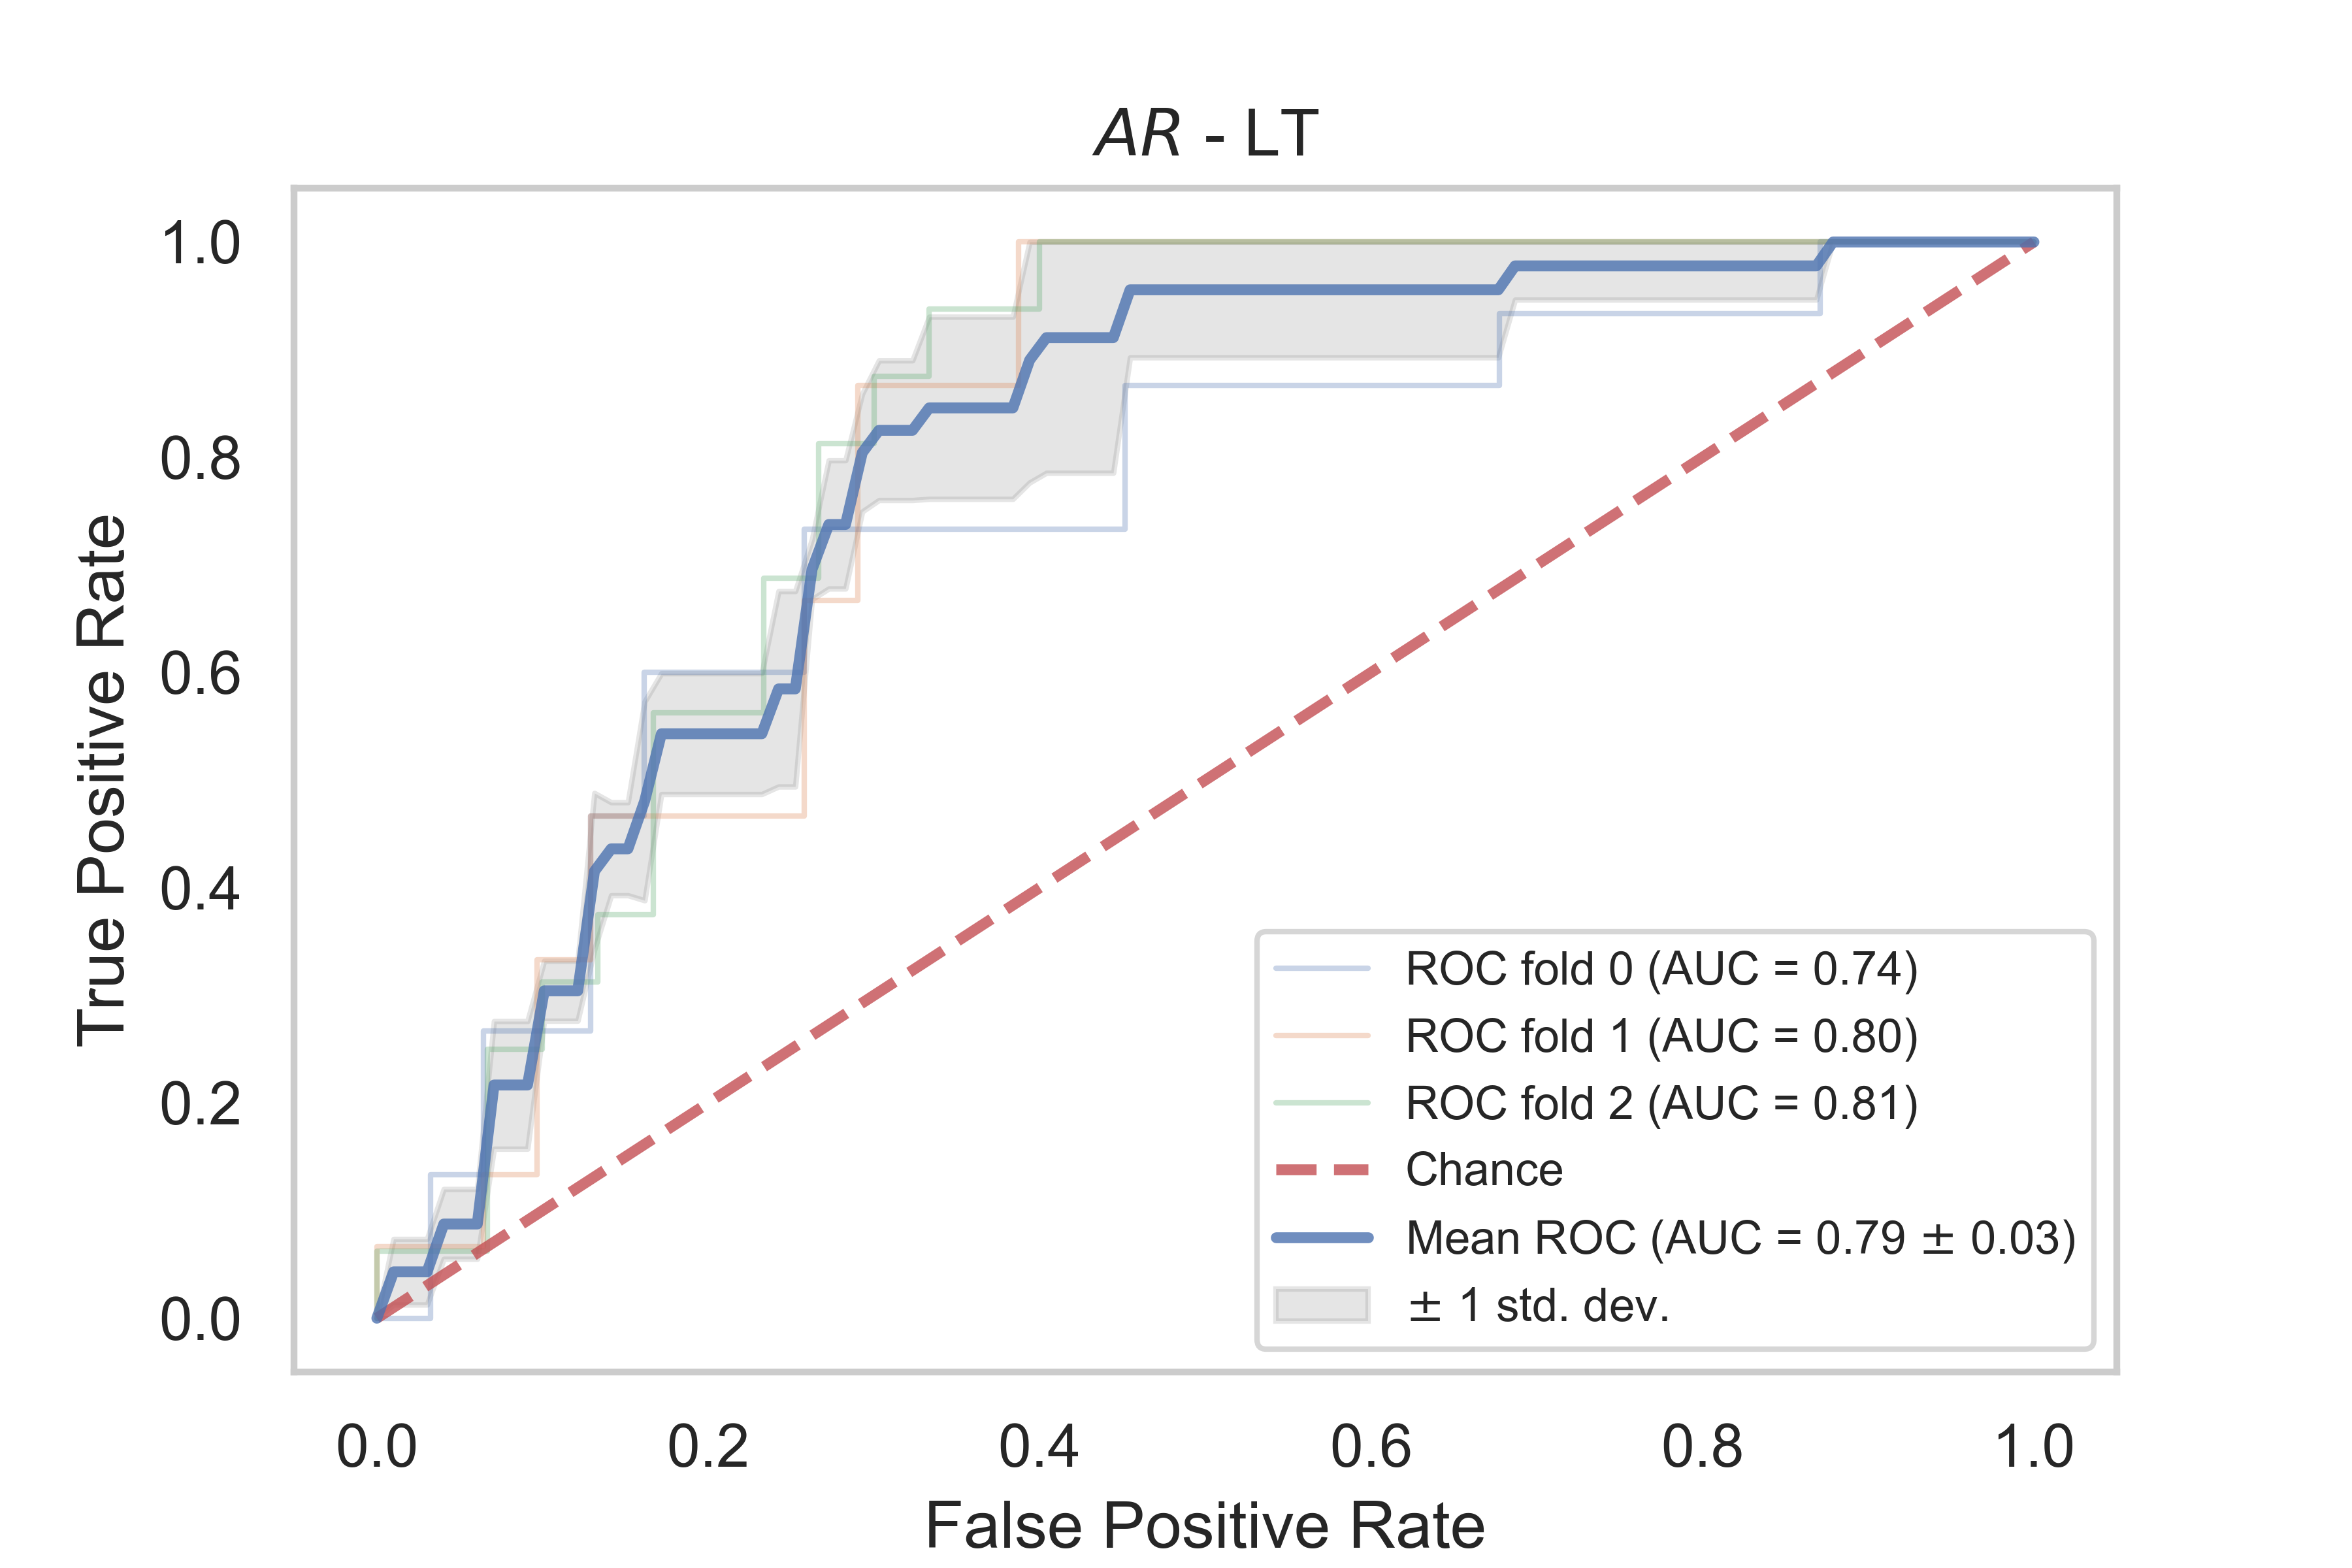 AR - LT
True Positive Rate
1.0
0.8
0.6
0.4
0.2
0.0
ROC fold 0 (AUC = 0.74)
ROC fold 1 (AUC = 0.80)
ROC fold 2 (AUC = 0.81)
Chance
Mean ROC (AUC = 0.79 ± 0.03)
± 1 std. dev.
0.0 0.2 0.4 0.6 0.8 1.0
False Positive Rate